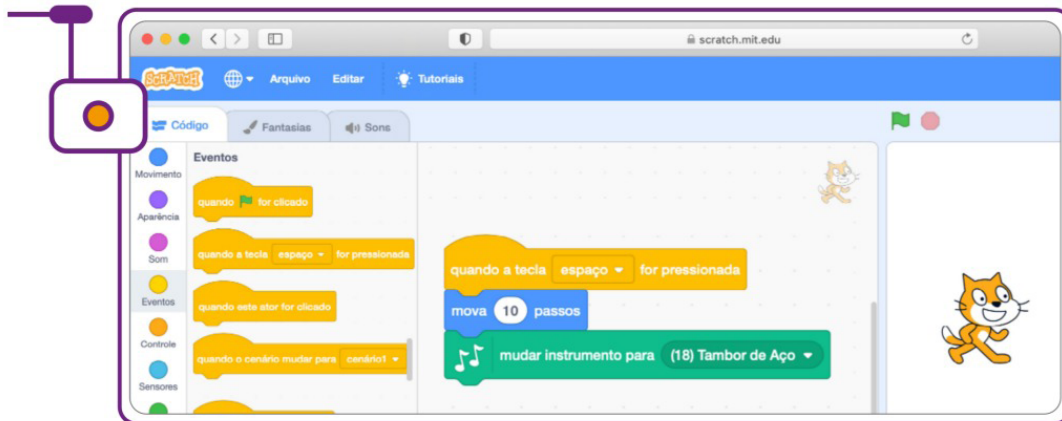 scratch.mit.edu
SCRATCH
Arquivo
Editar
Tutoriais
Código
Fantasias
Sons
Movimento
Aparência
Som
Eventos
Controle
Sensores
Eventos
quando for clicado
quando a tecla espaço for pressionada
quando este ator for clicado
quando o cenário mudar para cenário1
quando a tecla espaço for pressionada
mova 10 passos
mudar instrumento para (18) Tambor de Aço